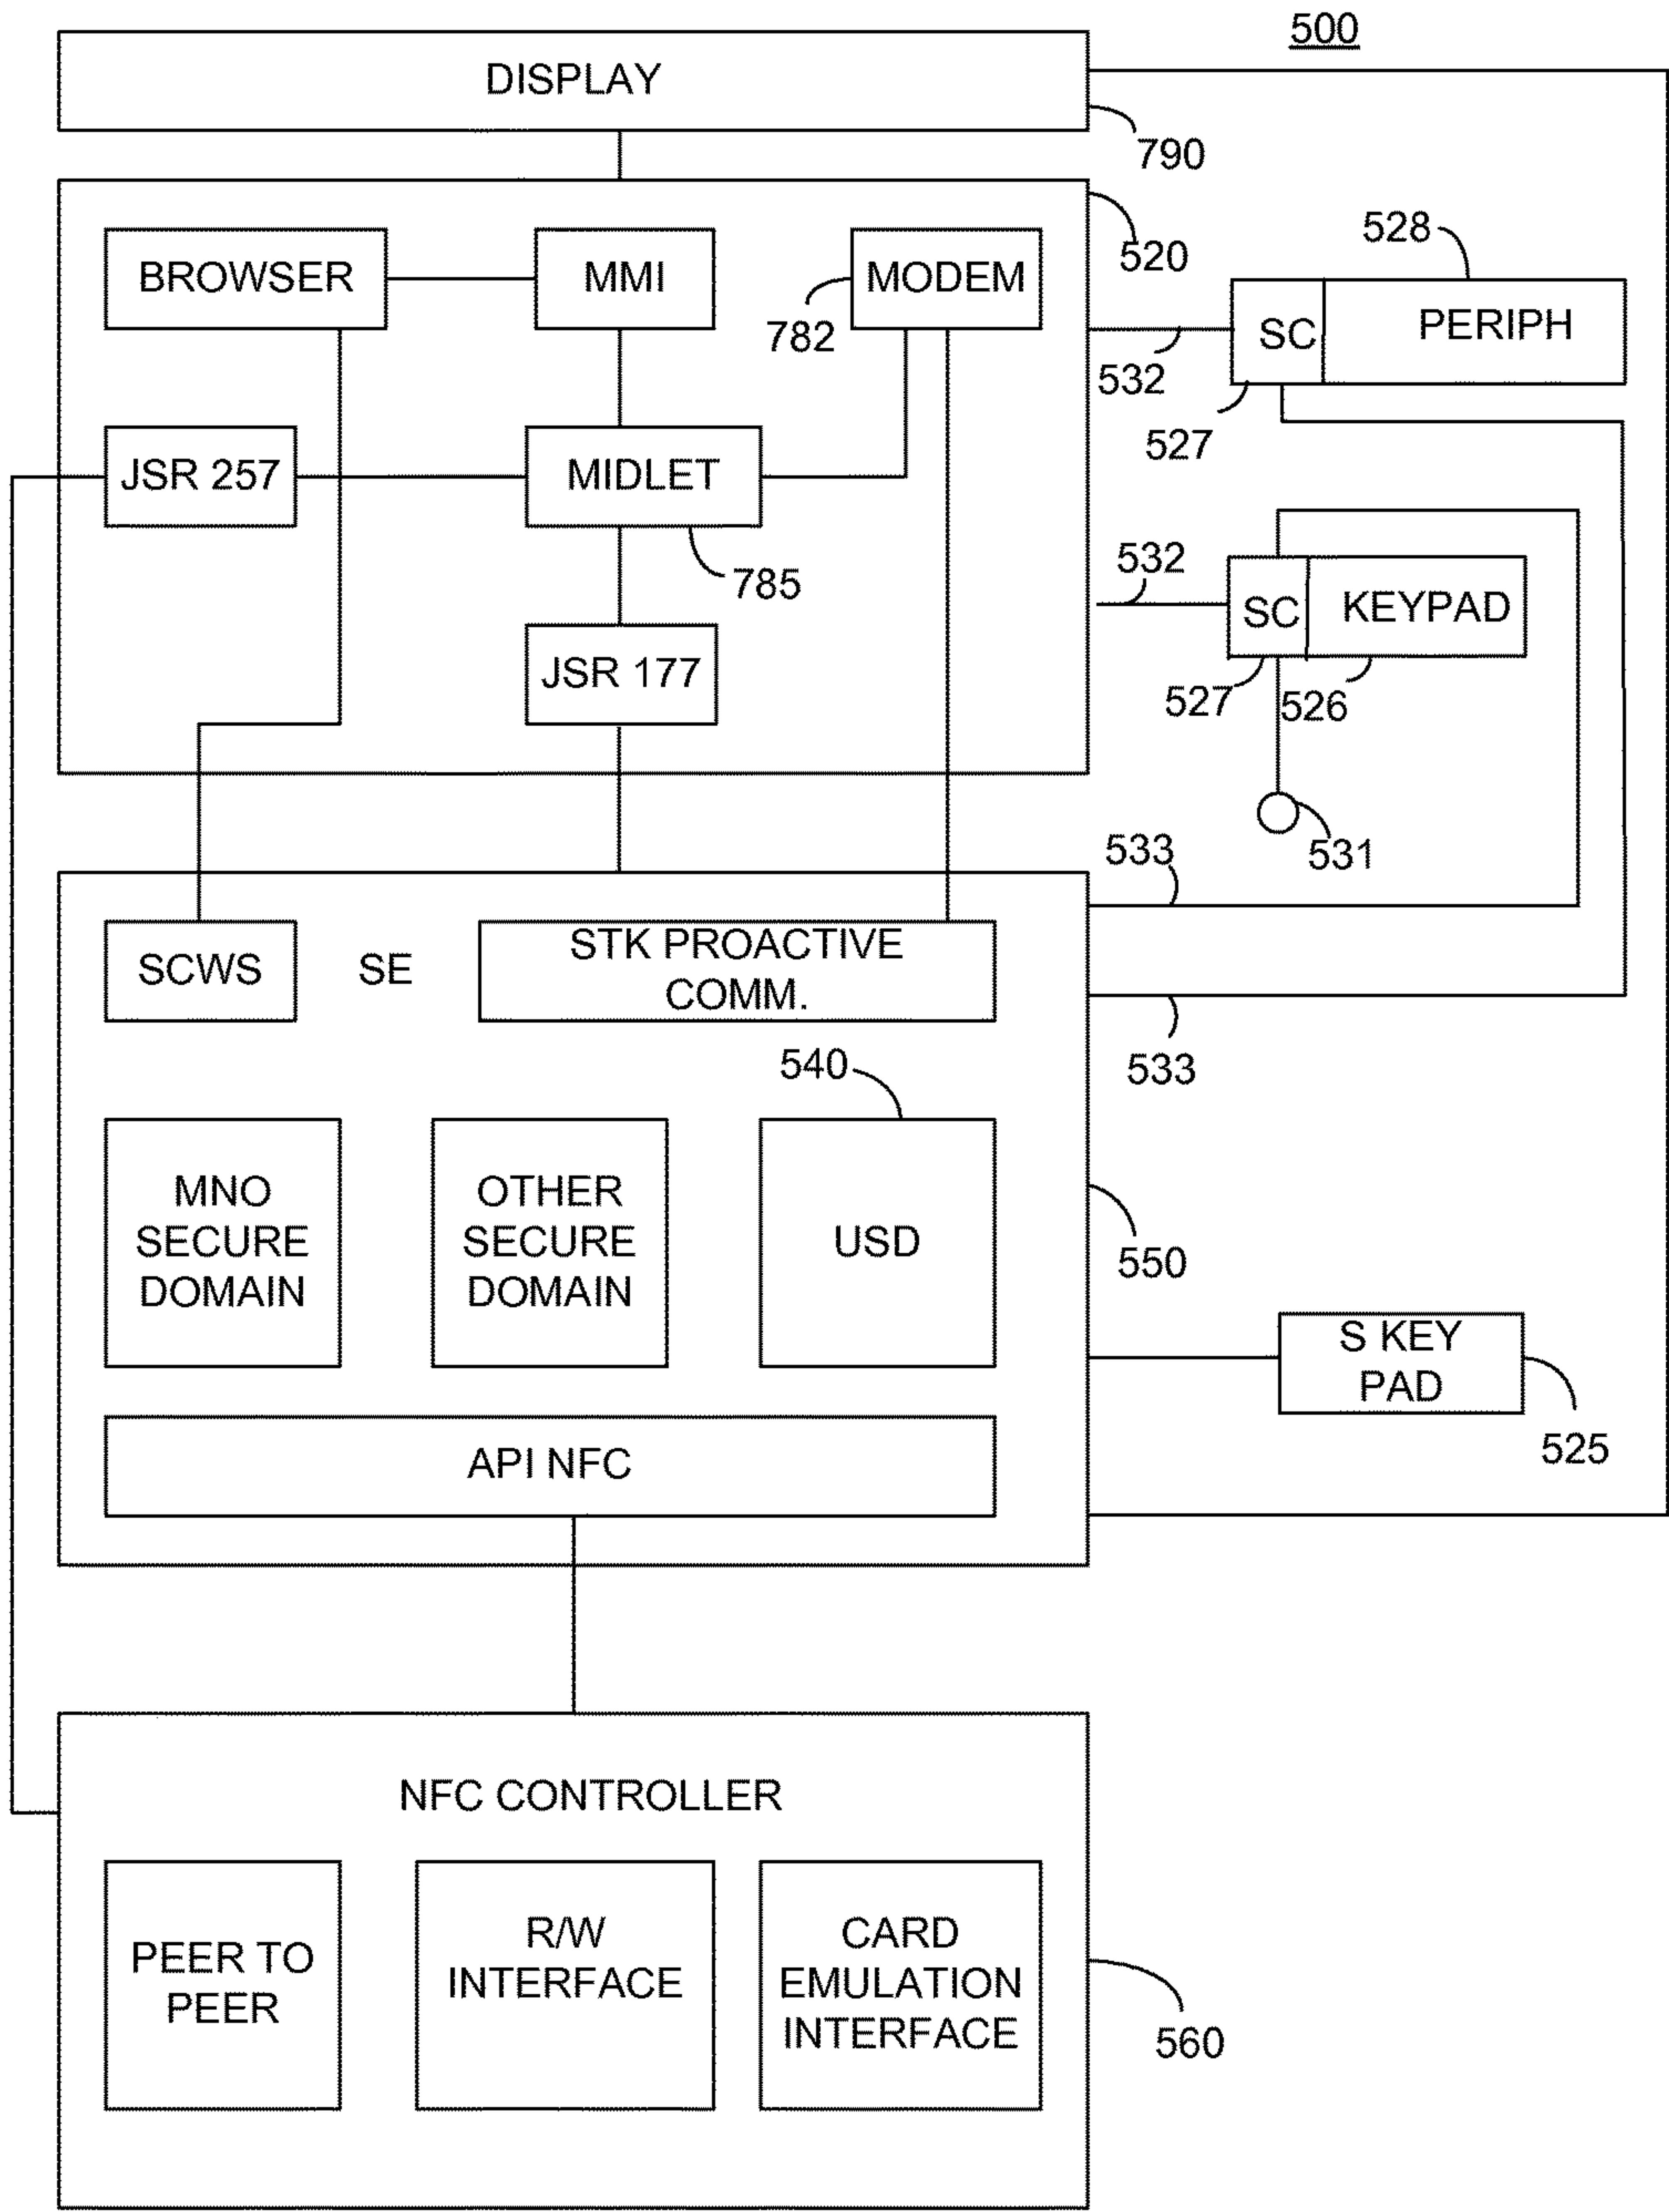 500
DISPLAY
790
520
BROWSER
MMI
MODEM
782
528
SC
PERIPH
532
527
JSR 257
MIDLET
785
532
SC
KEYPAD
527
526
JSR 177
531
533
SCWS
SE
STK PROACTIVE
COMM.
533
540
MNO
SECURE
DOMAIN
OTHER
SECURE
DOMAIN
USD
550
S KEY
PAD
525
API NFC
NFC CONTROLLER
PEER TO
PEER
R/W
INTERFACE
CARD
EMULATION
INTERFACE
560